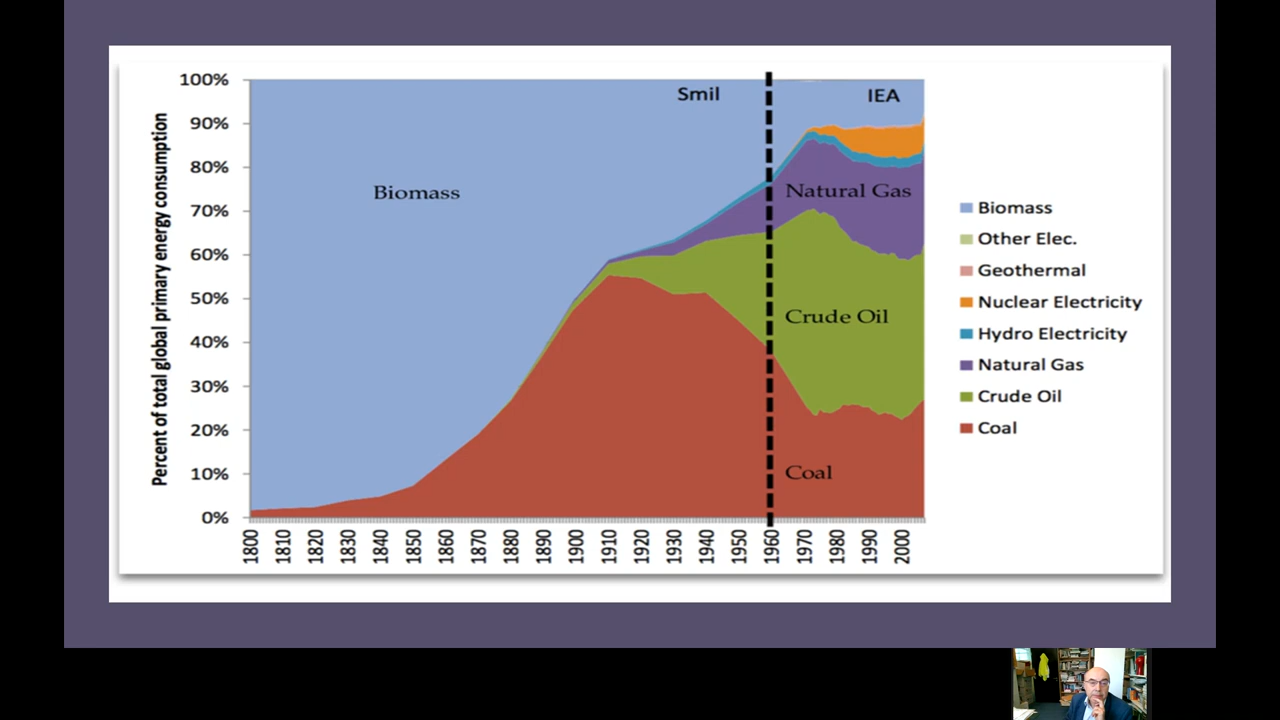 Percent of total global primary energy consumption
100%
90%
80%
70%
60%
50%
40%
30%
20%
10%
0%
Smil
IEA
Biomass
Natural Gas
Crude Oil
Coal
1800 1810 1820 1830 1840 1850 1860 1870 1880 1890 1900 1910 1920 1930 1940 1950 1960 1970 1980 1990 2000
Biomass
Other Elec.
Geothermal
Nuclear Electricity
Hydro Electricity
Natural Gas
Crude Oil
Coal